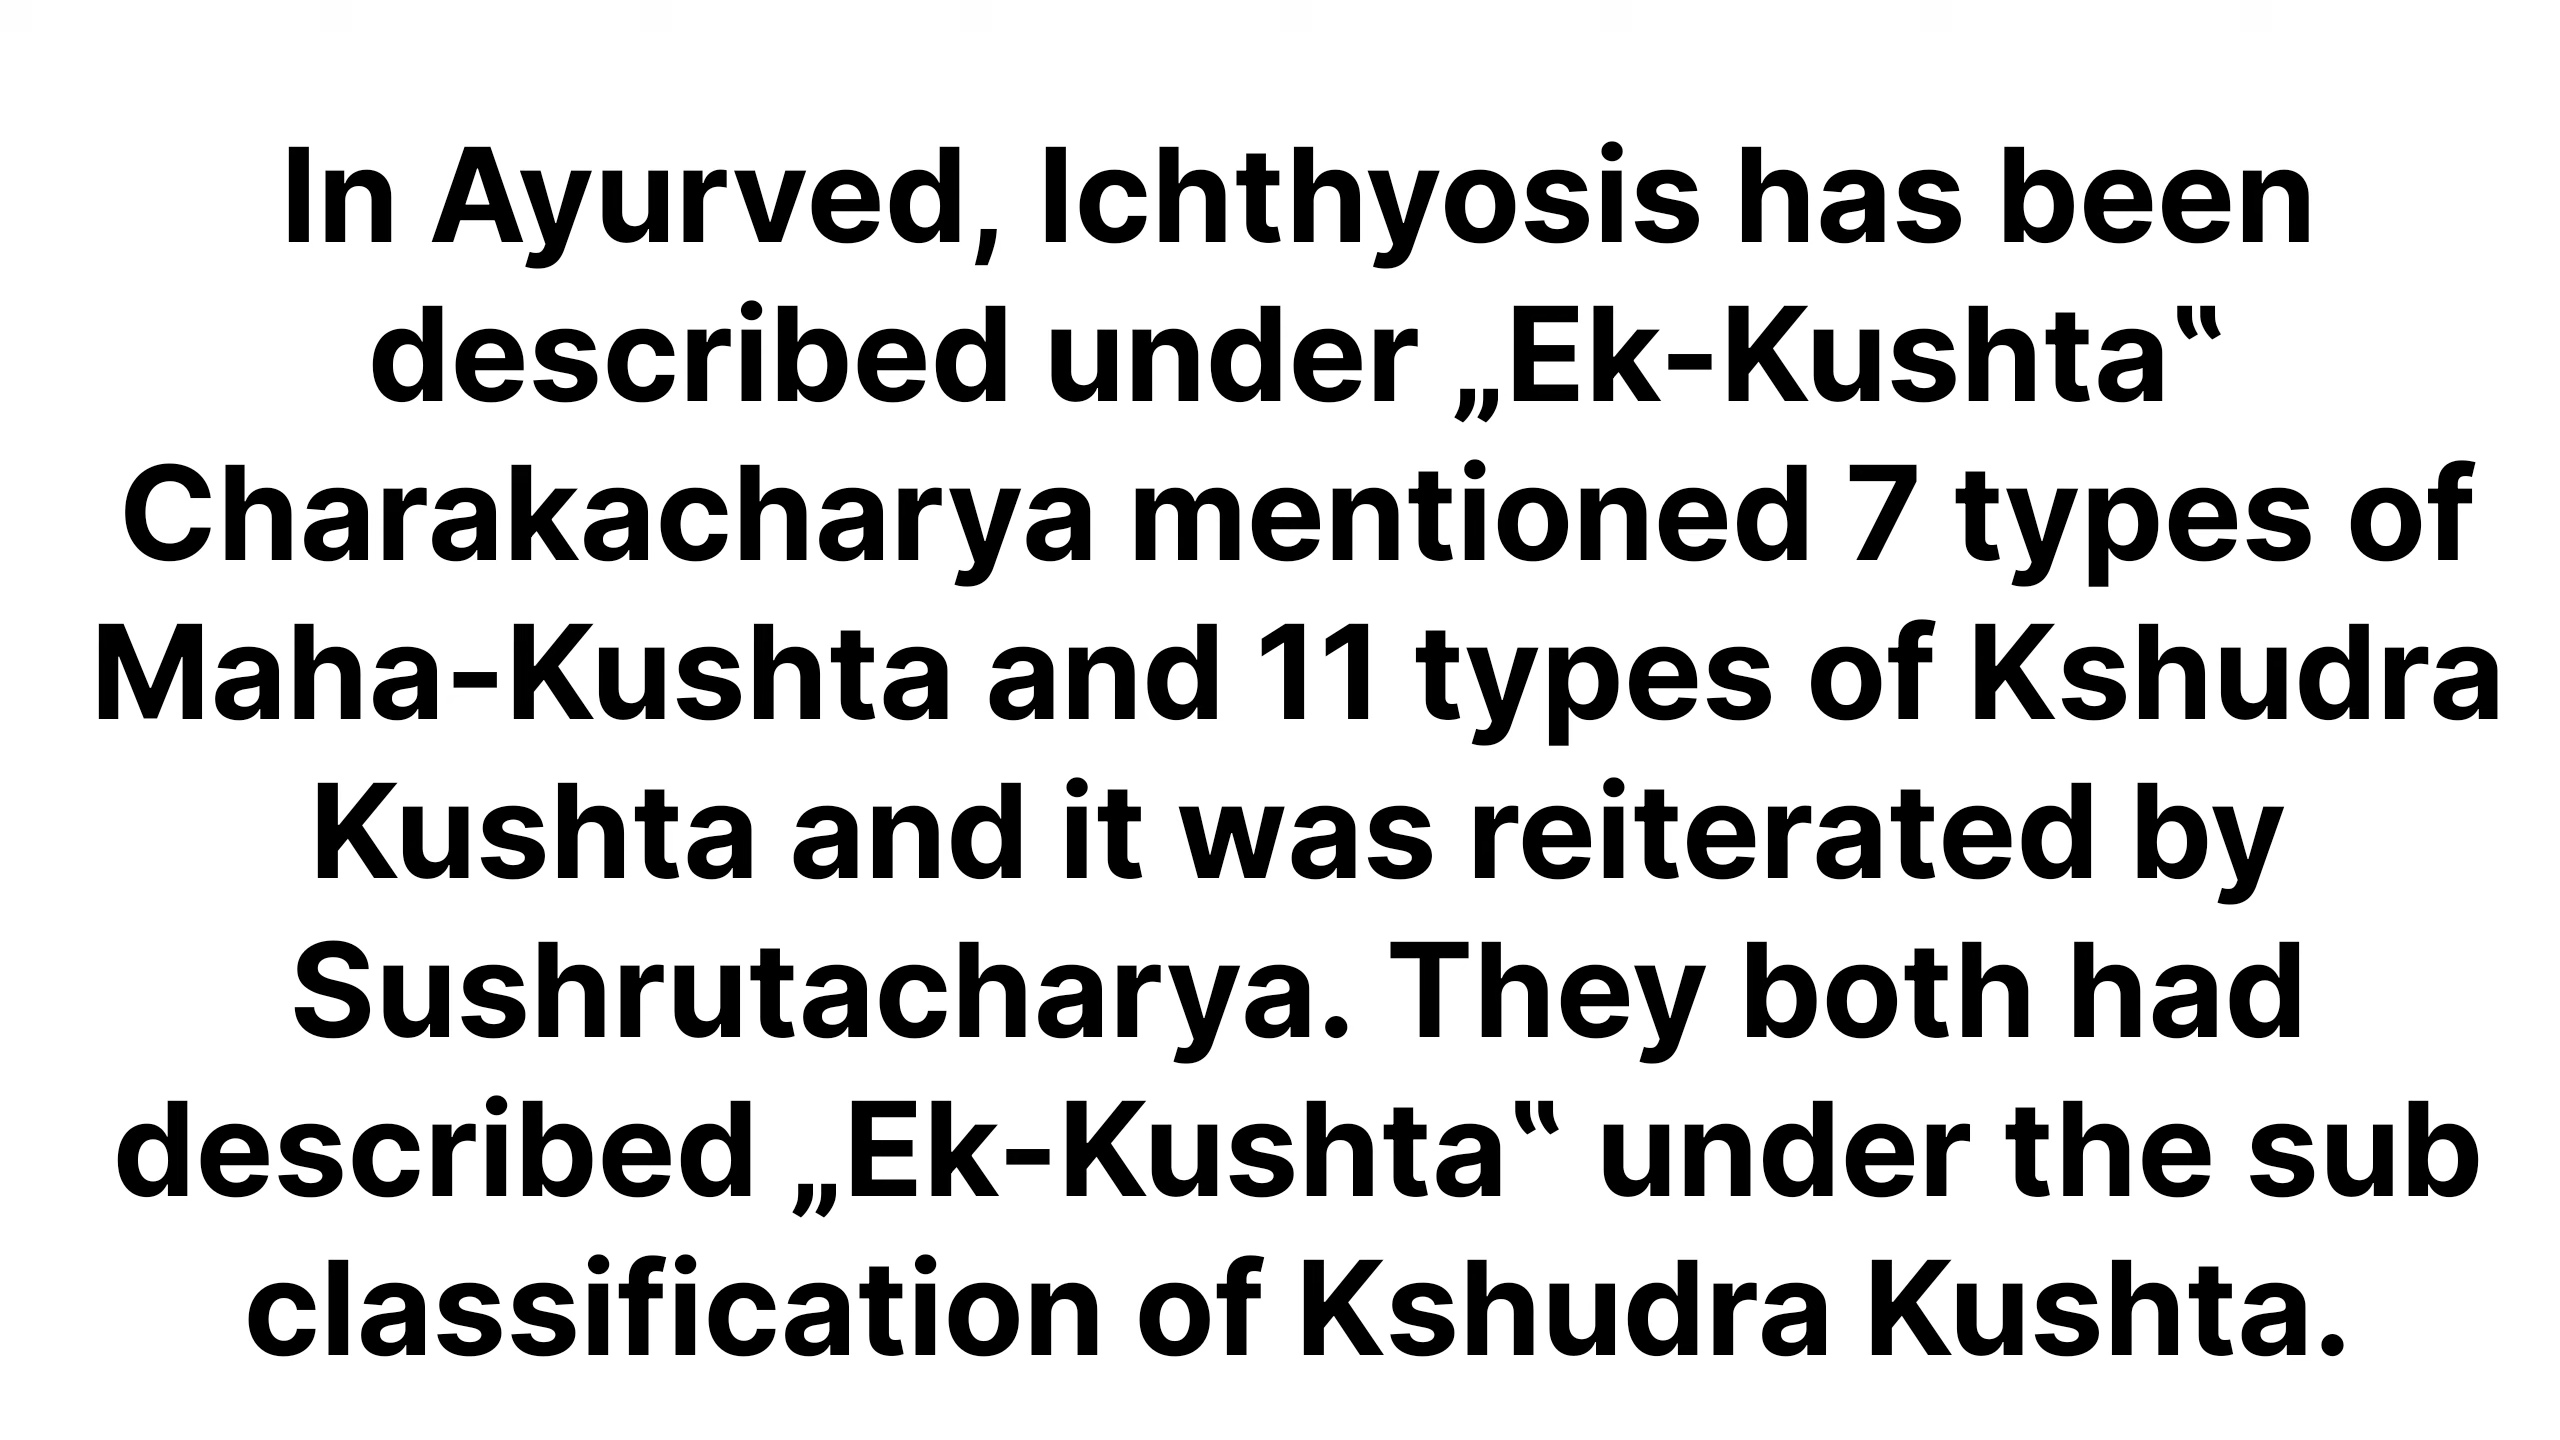 In Ayurved, Ichthyosis has been
described under „Ek-Kushta‟
Charakacharya mentioned 7 types of
Maha-Kushta and 11 types of Kshudra
Kushta and it was reiterated by
Sushrutacharya. They both had
described „Ek-Kushta‟ under the sub
classification of Kshudra Kushta.